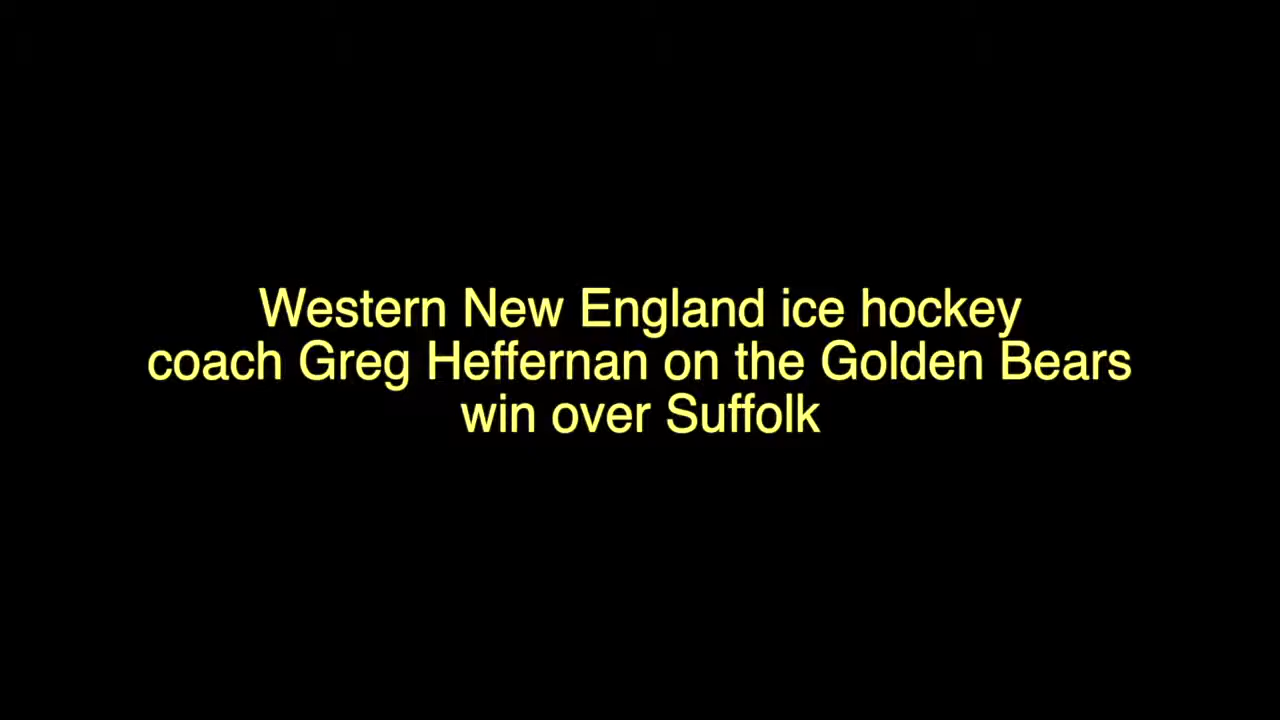 Western New England ice hockey
coach Greg Heffernan on the Golden Bears
win over Suffolk